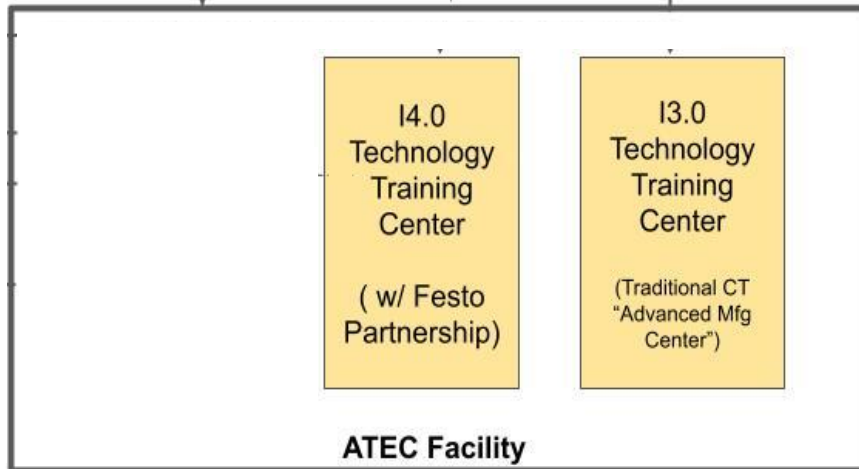 I4.0
Technology
Training
Center
( w/ Festo
Partnership)
I3.0
Technology
Training
Center
(Traditional CT
“Advanced Mfg
Center”)
ATEC Facility